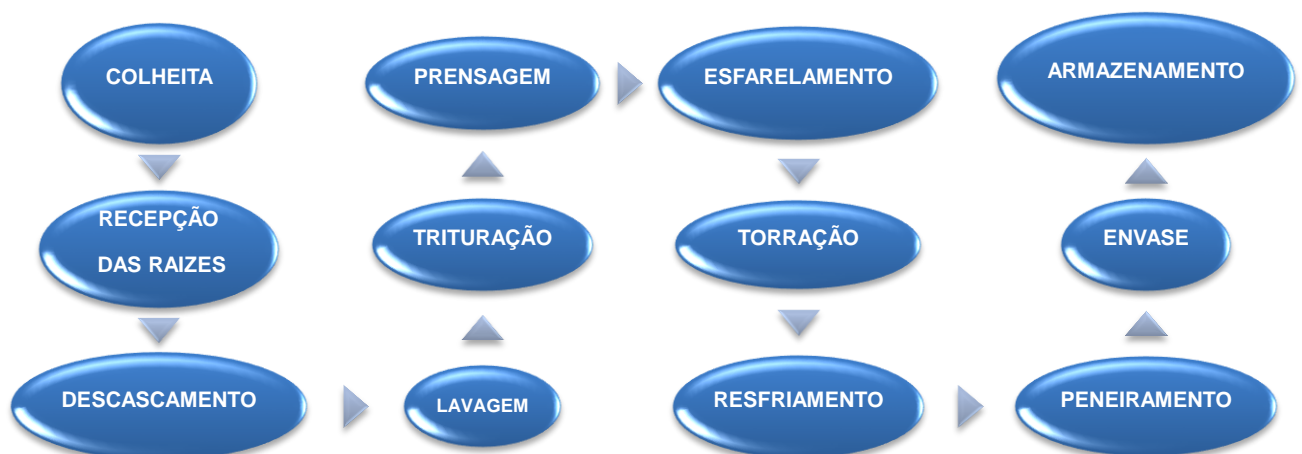 COLHEITA
RECEPÇÃO
DAS RAIZES
DESCASCAMENTO
LAVAGEM
TRITURAÇÃO
PRENSAGEM
ESFARELAMENTO
TORRAÇÃO
RESFRIAMENTO
PENEIRAMENTO
ENVASE
ARMAZENAMENTO